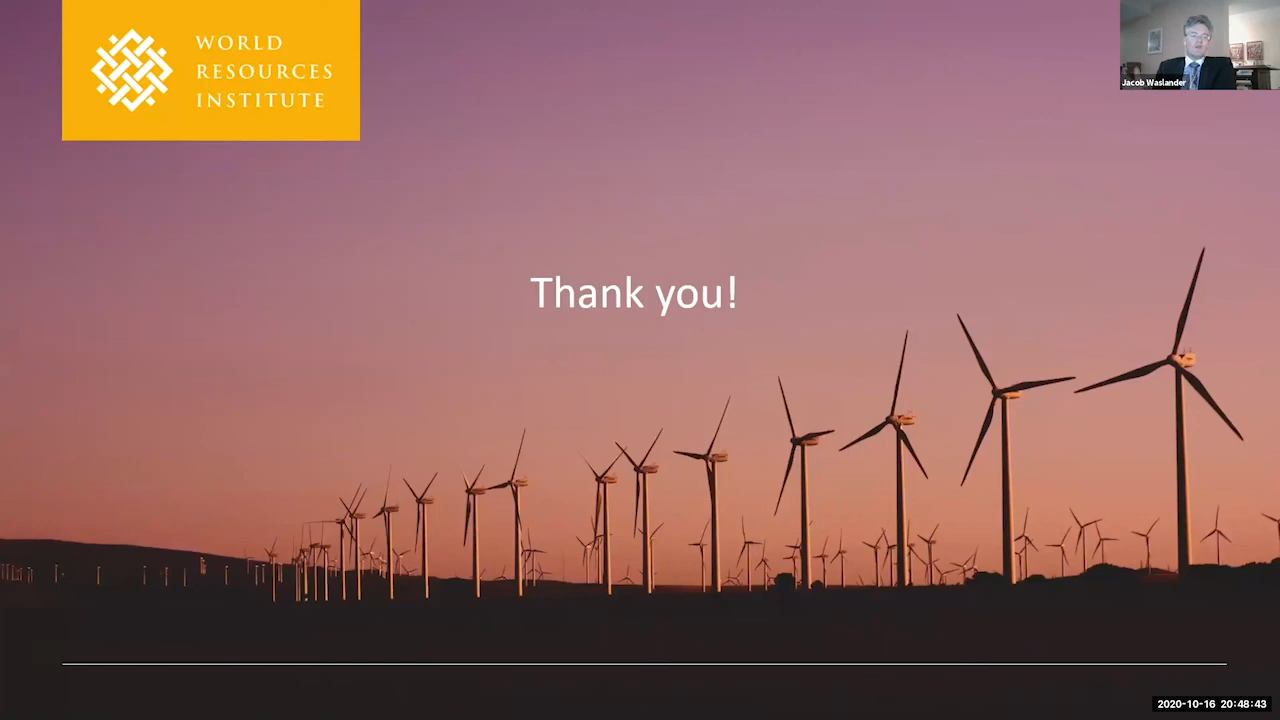 WORLD
RESOURCES
INSTITUTE
Jacob Waslander
Thank you!
2020-10-16 20:48:43